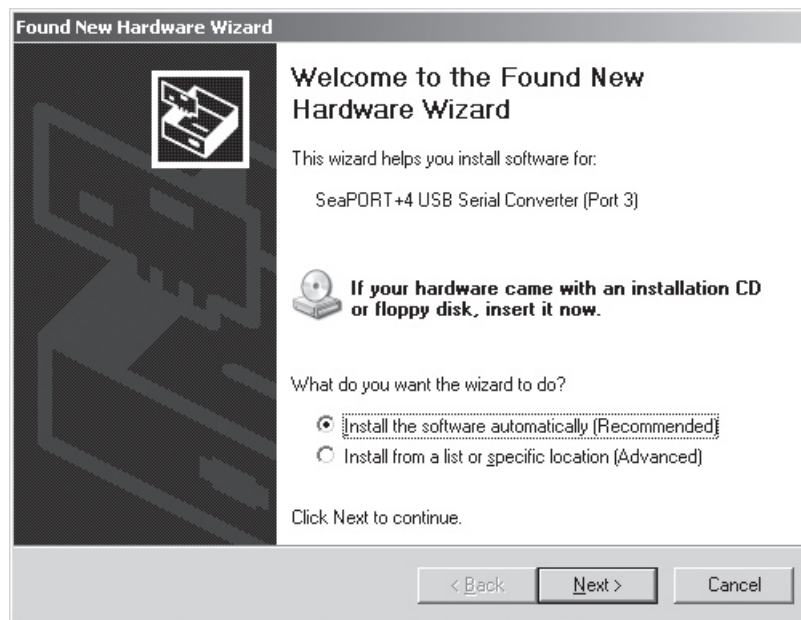 Found New Hardware Wizard
Welcome to the Found New
Hardware Wizard
This wizard helps you install software for:
SeaPORT+4 USB Serial Converter (Port 3)
If your hardware came with an installation CD
or floppy disk, insert it now.
What do you want the wizard to do?
Install the software automatically (Recommended)
Install from a list or specific location (Advanced)
Click Next to continue.
< Back Next > Cancel